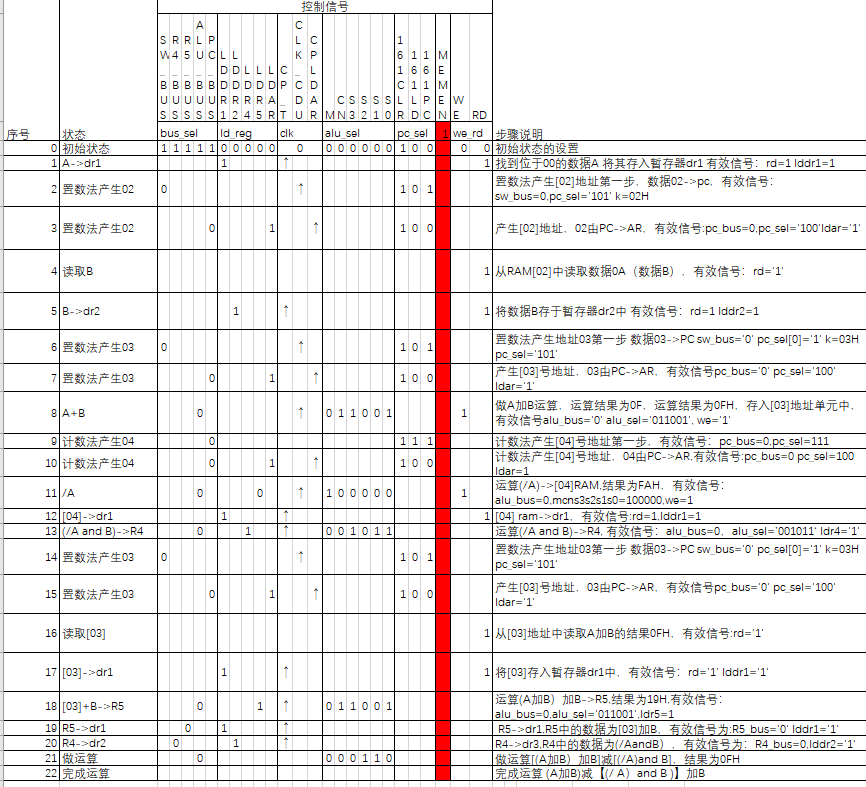 控制信号
SW_BUS R4_BUS R5_BUS ALU_BUS PC_BUS LDDR1 LDDR2 LDR4 LDR5 LDAR CP_T CLK_CDU CPLDAR M CN S3 S2 S1 S0 161CLR 161LD 161PC MEMEN WE RD
序号 状态 bus_sel ld_reg clk alu_sel pc_sel 1 we_rd 步骤说明
0 初始状态 1 1 1 1 1 0 0 0 0 0 0 0 0 0 0 0 0 1 0 0 0 0 初始状态的设置
1 A->dr1 1 ↑ 1 找到位于00的数据A 将其存入暂存器dr1 有效信号：rd=1 lddr1=1
2 置数法产生02 0 ↑ 1 0 1 置数法产生[02]地址第一步，数据02->pc，有效信号：
sw_bus=0,pc_sel='101' k=02H
3 置数法产生02 0 1 ↑ 1 0 0 产生[02]地址，02由PC->AR，有效信号:pc_bus=0,pc_sel='100'ldar='1'
4 读取B 1 从RAM[02]中读取数据0A（数据B），有效信号：rd='1'
5 B->dr2 1 ↑ 1 将数据B存于暂存器dr2中 有效信号：rd=1 lddr2=1
6 置数法产生03 0 ↑ 1 0 1 置数法产生地址03第一步 数据03->PC sw_bus='0' pc_sel[0]='1' k=03H
pc_sel='101'
7 置数法产生03 0 1 ↑ 1 0 0 产生[03]号地址，03由PC->AR，有效信号pc_bus='0' pc_sel='100'
ldar='1'
8 A+B 0 ↑ 0 1 1 0 0 1 1 做A加B运算，运算结果为0F，运算结果为0FH，存入[03]地址单元中，
有效信号alu_bus='0' alu_sel='011001', we='1'
9 计数法产生04 0 1 1 1 计数法产生[04]号地址第一步，有效信号：pc_bus=0,pc_sel=111
10 计数法产生04 0 1 ↑ 1 0 0 计数法产生[04]号地址，04由PC->AR,有效信号:pc_bus=0 pc_sel=100
ldar=1
11 /A 0 0 ↑ 1 0 0 0 0 0 1 运算(/A)->[04]RAM,结果为FAH，有效信号：
alu_bus=0,mcns3s2s1s0=100000,we=1
12 [04]->dr1 1 ↑ 1 [04] ram->dr1，有效信号:rd=1,lddr1=1
13 (/A and B)->R4 0 1 ↑ 0 0 1 0 1 1 运算(/A and B)->R4, 有效信号：alu_bus=0，alu_sel='001011' ldr4='1'
14 置数法产生03 0 ↑ 1 0 1 置数法产生地址03第一步 数据03->PC sw_bus='0' pc_sel[0]='1' k=03H
pc_sel='101'
15 置数法产生03 0 1 ↑ 1 0 0 产生[03]号地址，03由PC->AR，有效信号pc_bus='0' pc_sel='100'
ldar='1'
16 读取[03] 1 从[03]地址中读取A加B的结果0FH，有效信号:rd='1'
17 [03]->dr1 1 ↑ 1 将[03]存入暂存器dr1中，有效信号：rd='1' lddr1='1'
18 [03]+B->R5 0 1 ↑ 0 1 1 0 0 1 运算(A加B）加B->R5,结果为19H,有效信号：
alu_bus=0,alu_sel='011001',ldr5=1
19 R5->dr1 0 1 ↑ R5->dr1,R5中的数据为[03]加B，有效信号为:R5_bus='0' lddr1='1'
20 R4->dr2 0 1 ↑ R4->dr3,R4中的数据为(/AandB），有效信号为：R4_bus=0,lddr2='1'
21 做运算 0 0 0 0 1 1 0 做运算[(A加B）加B]减[(/A)and B]，结果为0FH
22 完成运算 完成运算 (A加B)减【(/ A）and B )】加B